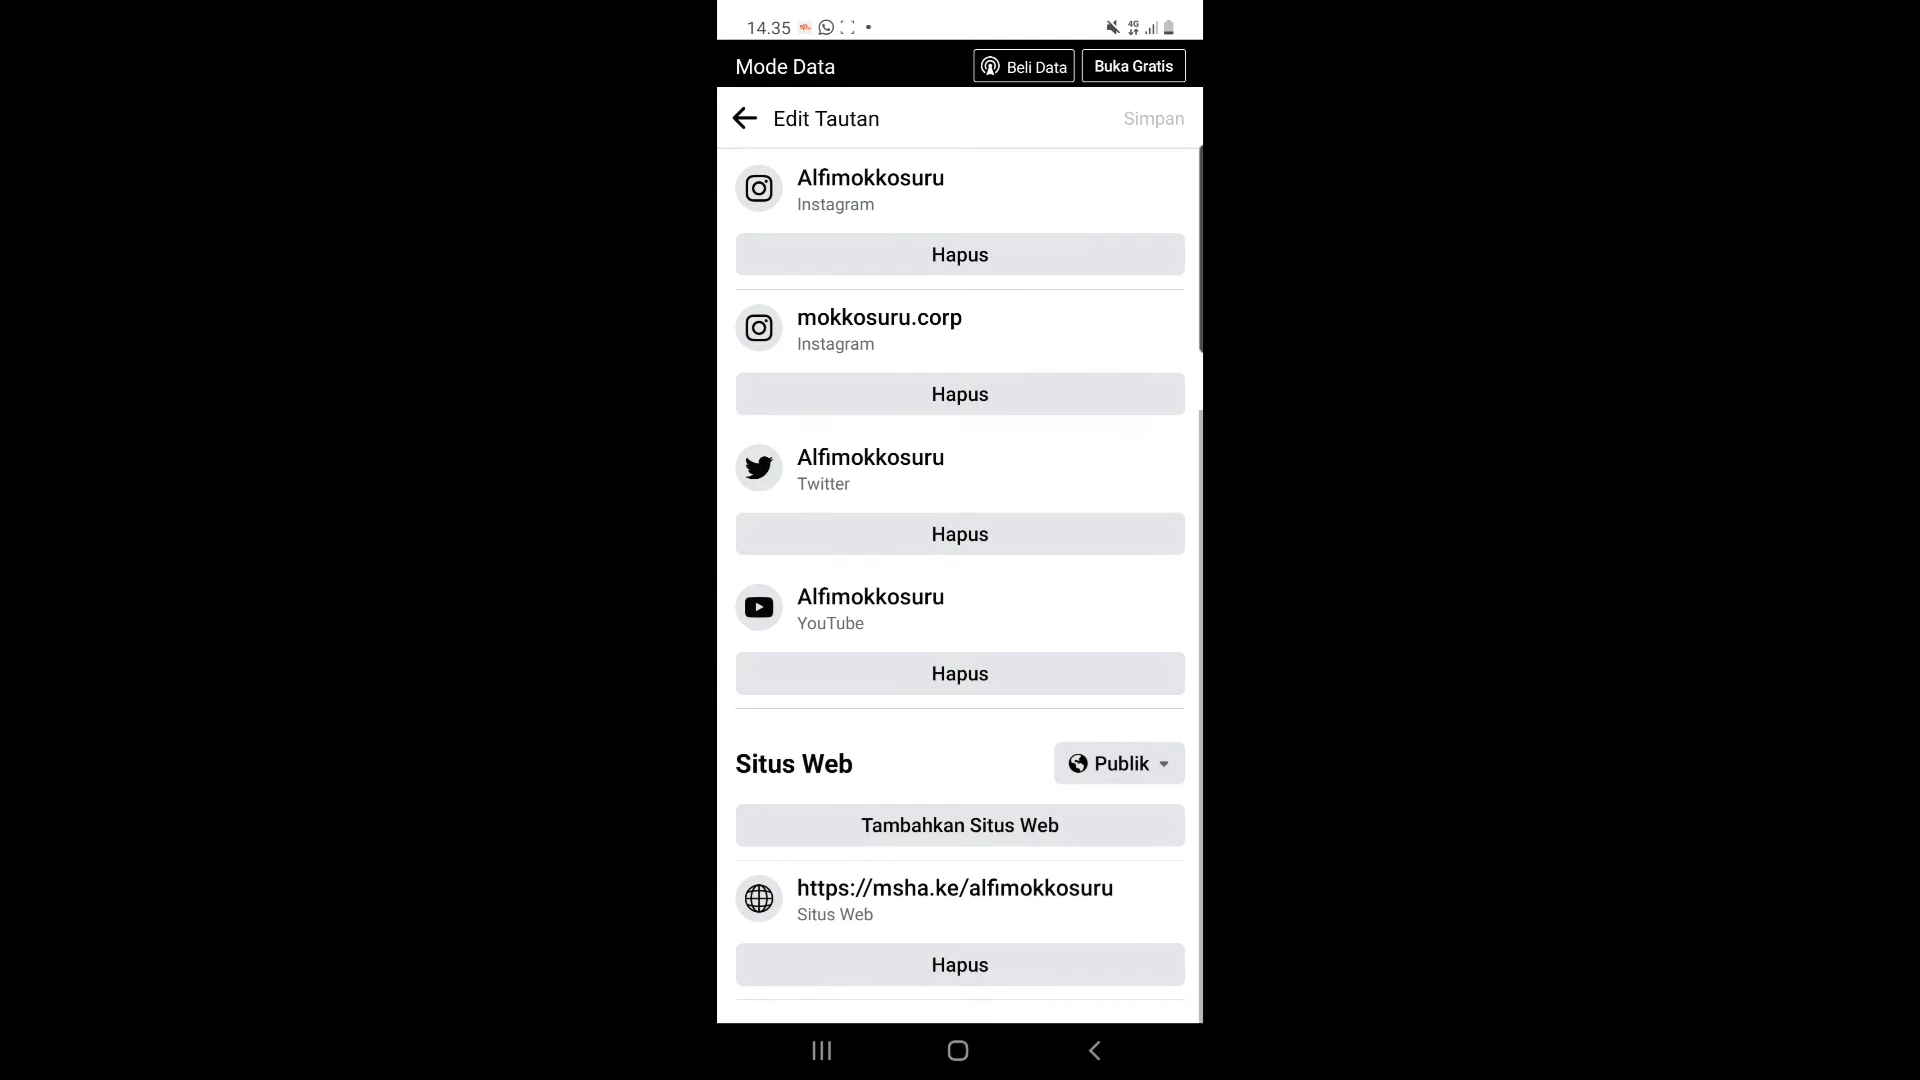 14.35
4G
Mode Data
Beli Data
Buka Gratis
Edit Tautan
Simpan
Alfimokkosuru
Instagram
Hapus
mokkosuru.corp
Instagram
Hapus
Alfimokkosuru
Twitter
Hapus
Alfimokkosuru
YouTube
Hapus
Situs Web
Publik
Tambahkan Situs Web
https://msha.ke/alfimokkosuru
Situs Web
Hapus